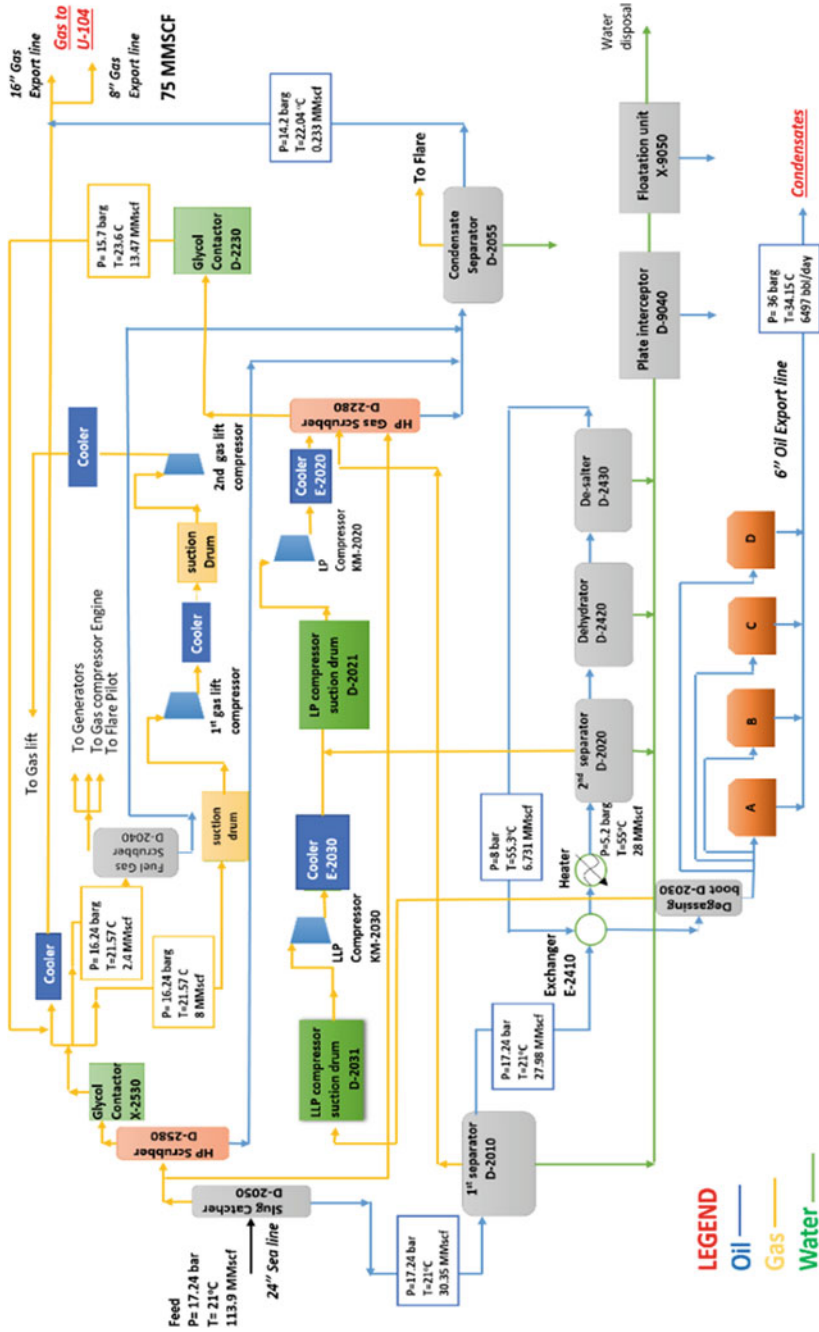 16" Gas
Export line
Gas to
U-104
8" Gas
Export line
75 MMSCF
P=14.2 barg
T=22.04 °C
0.233 MMscf
P= 15.7 barg
T=23.6 C
13.47 MMscf
Glycol
Contactor
D-2230
To Flare
Condensate
Separator
D-2055
Water
disposal
Floatation unit
X-9050
Plate interceptor
D-9040
Condensates
P= 36 barg
T=34.15 C
6497 bbl/day
6" Oil Export line
Cooler
2nd gas lift
compressor
suction
Drum
Cooler
1st gas lift
compressor
suction
drum
To Gas lift
To Generators
To Gas compressor Engine
To Flare Pilot
Fuel Gas
Scrubber
D-2040
Cooler
P= 16.24 barg
T=21.57 C
2.4 MMscf
P= 16.24 barg
T=21.57 C
8 MMscf
Glycol
Contactor
X-2530
HP Scrubber
D-2580
Slug Catcher
D-2050
Feed
P= 17.24 bar
T= 21°C
113.9 MMscf
24" Sea line
HP Gas Scrubber
D-2280
Cooler
E-2020
LP
Compressor
KM-2020
LP compressor
suction drum
D-2021
Cooler
E-2030
LLP
Compressor
KM-2030
LLP compressor
suction drum
D-2031
De-salter
D-2430
Dehydrator
D-2420
2nd separator
D-2020
P=8 bar
T=55.3°C
6.731 MMscf
Heater
P=5.2 barg
T=55°C
28 MMscf
Exchanger
E-2410
P=17.24 bar
T=21°C
27.98 MMscf
1st separator
D-2010
P=17.24 bar
T=21°C
30.35 MMscf
Degassing
boot D-2030
A
B
C
D
LEGEND
Oil
Gas
Water